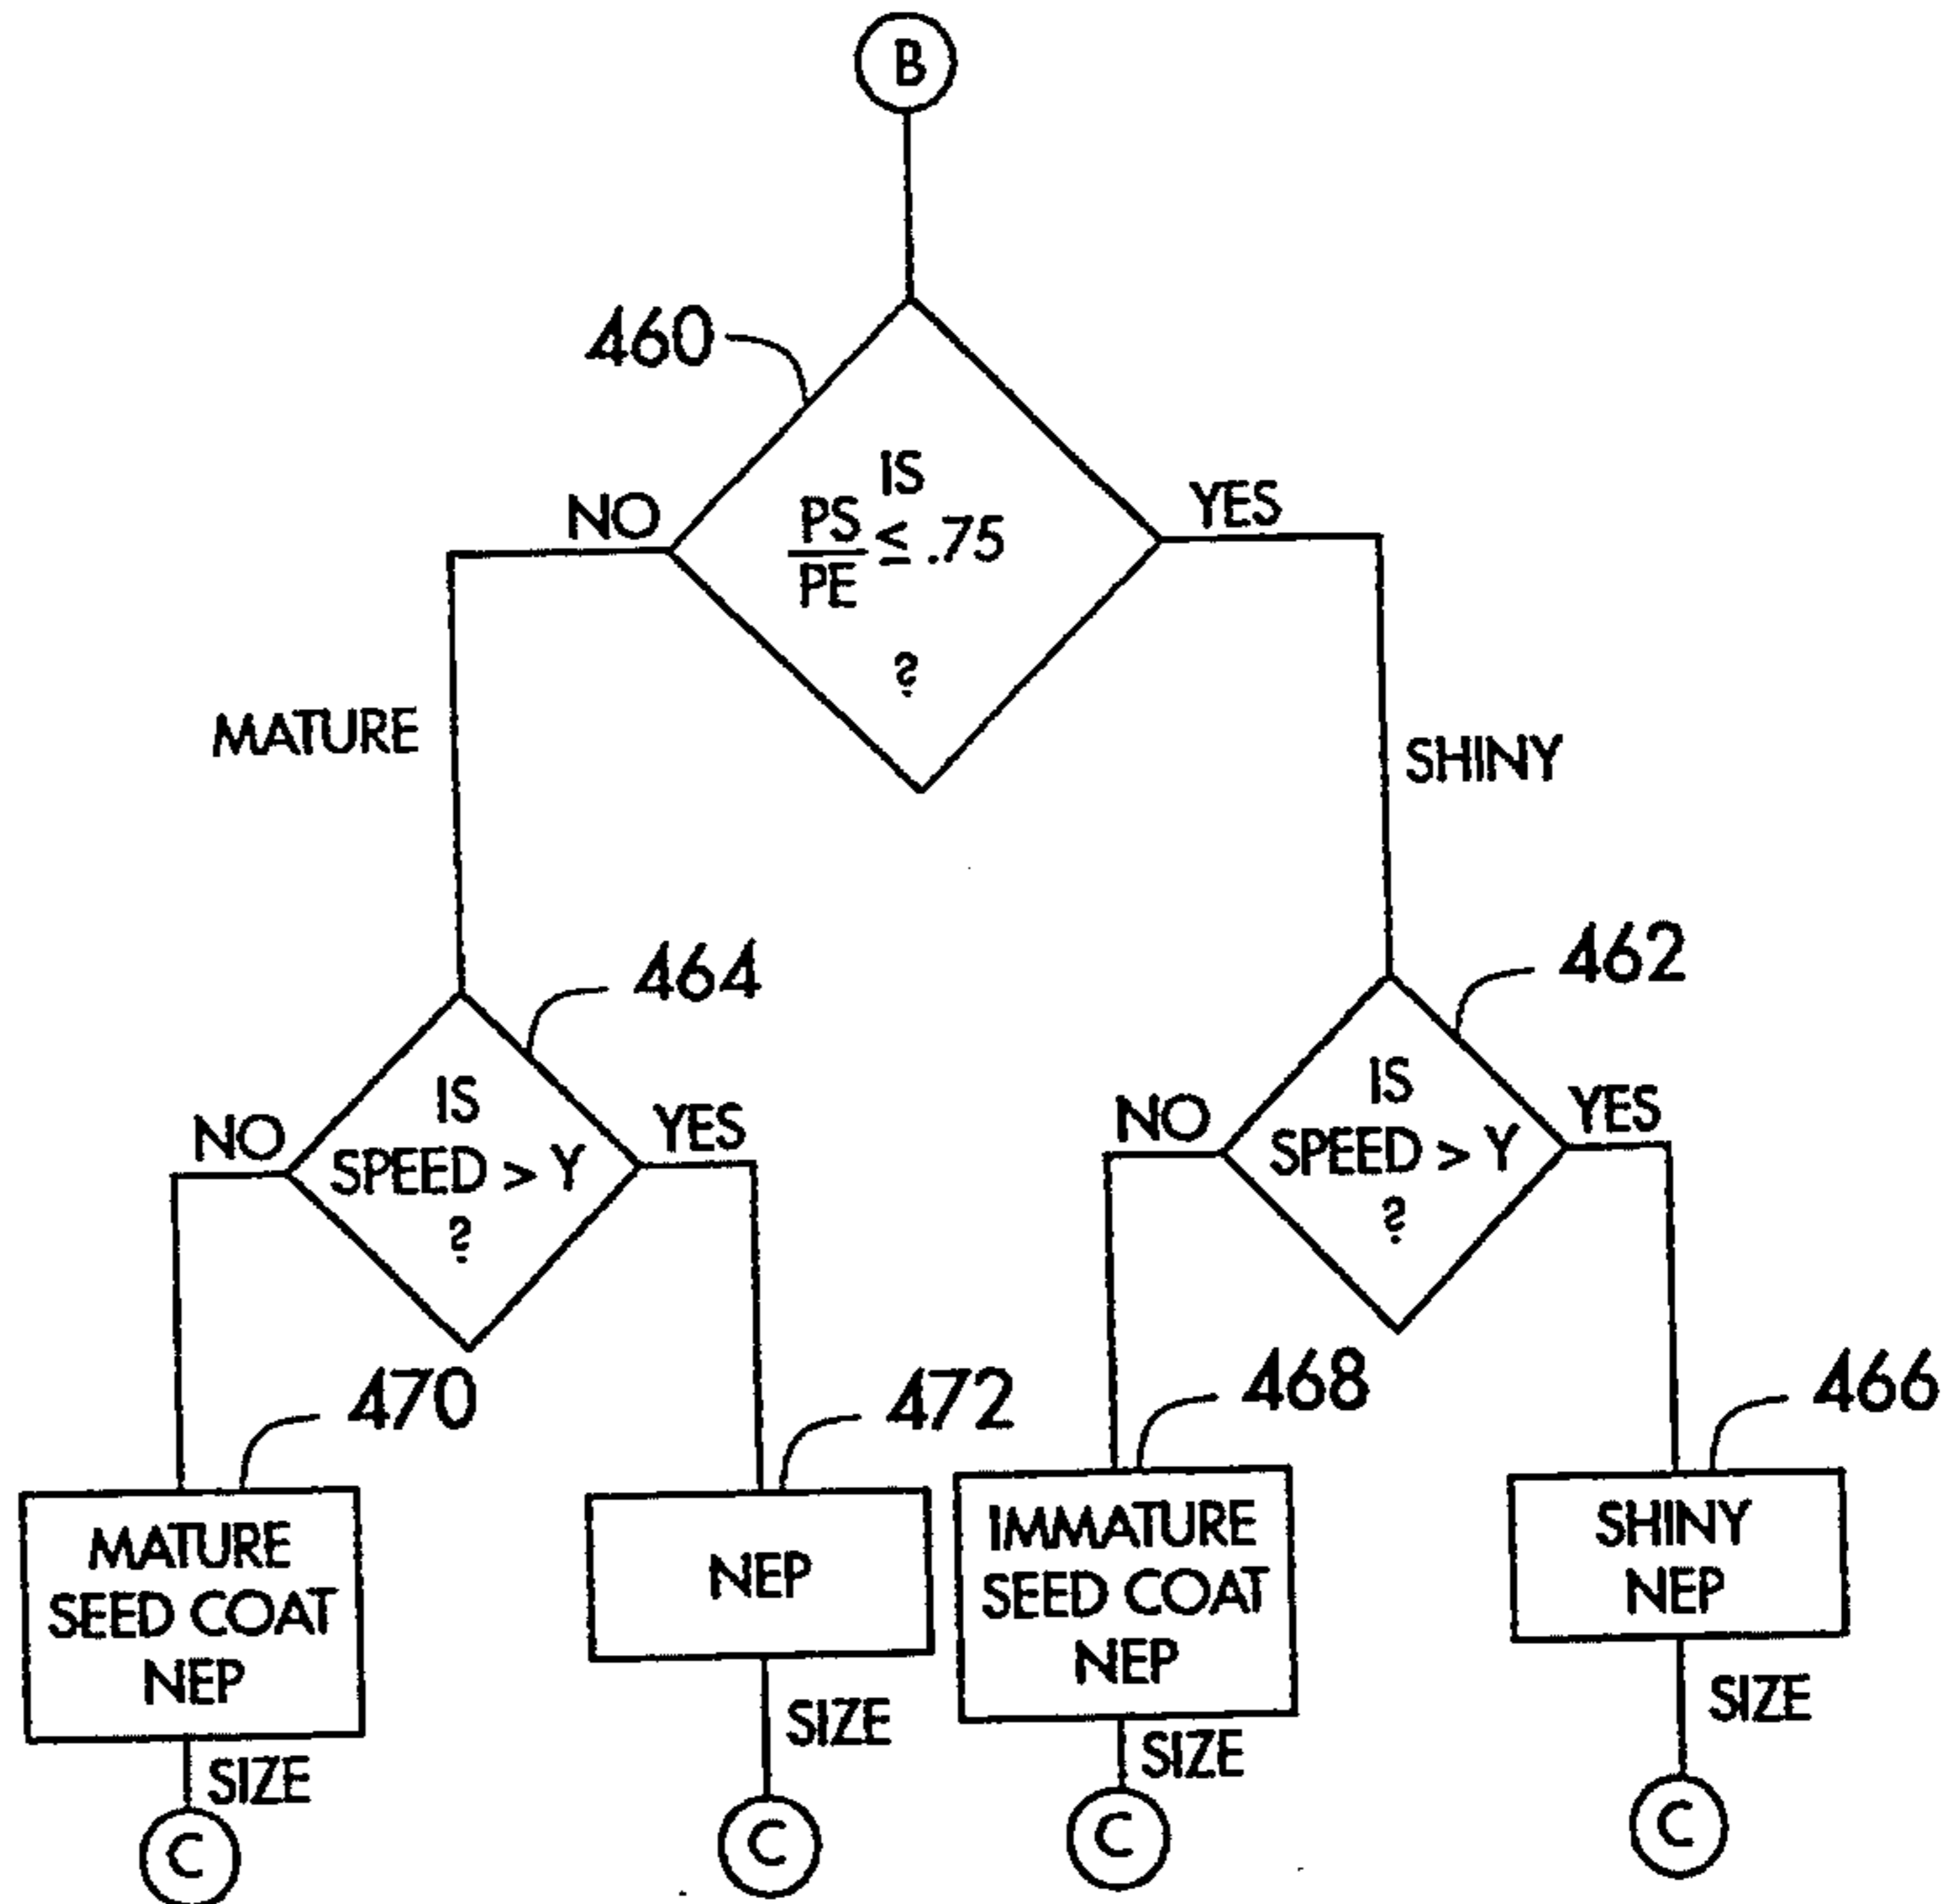 B
460
IS
PS
PE
≤ .75
?
NO
YES
MATURE
SHINY
464
IS
SPEED > Y
?
NO
YES
462
IS
SPEED > Y
?
NO
YES
470
MATURE
SEED COAT
NEP
SIZE
C
472
NEP
SIZE
C
468
IMMATURE
SEED COAT
NEP
SIZE
C
466
SHINY
NEP
SIZE
C